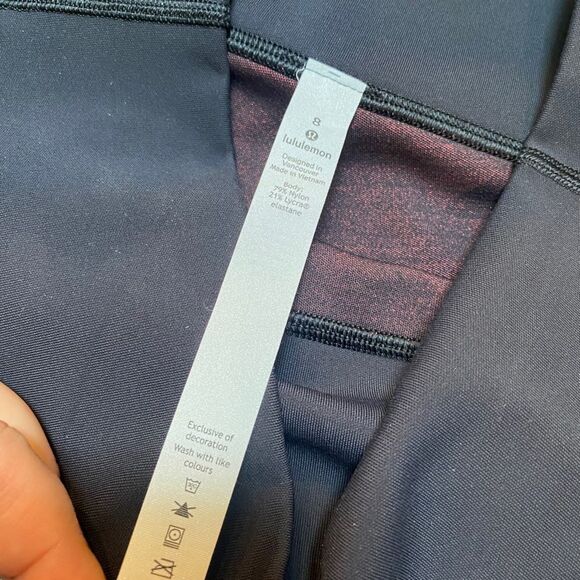 8
lululemon
Designed in
Vancouver
Made in Vietnam
Body:
79% Nylon
21% Lycra®
elastane
Exclusive of
decoration
Wash with like
colours